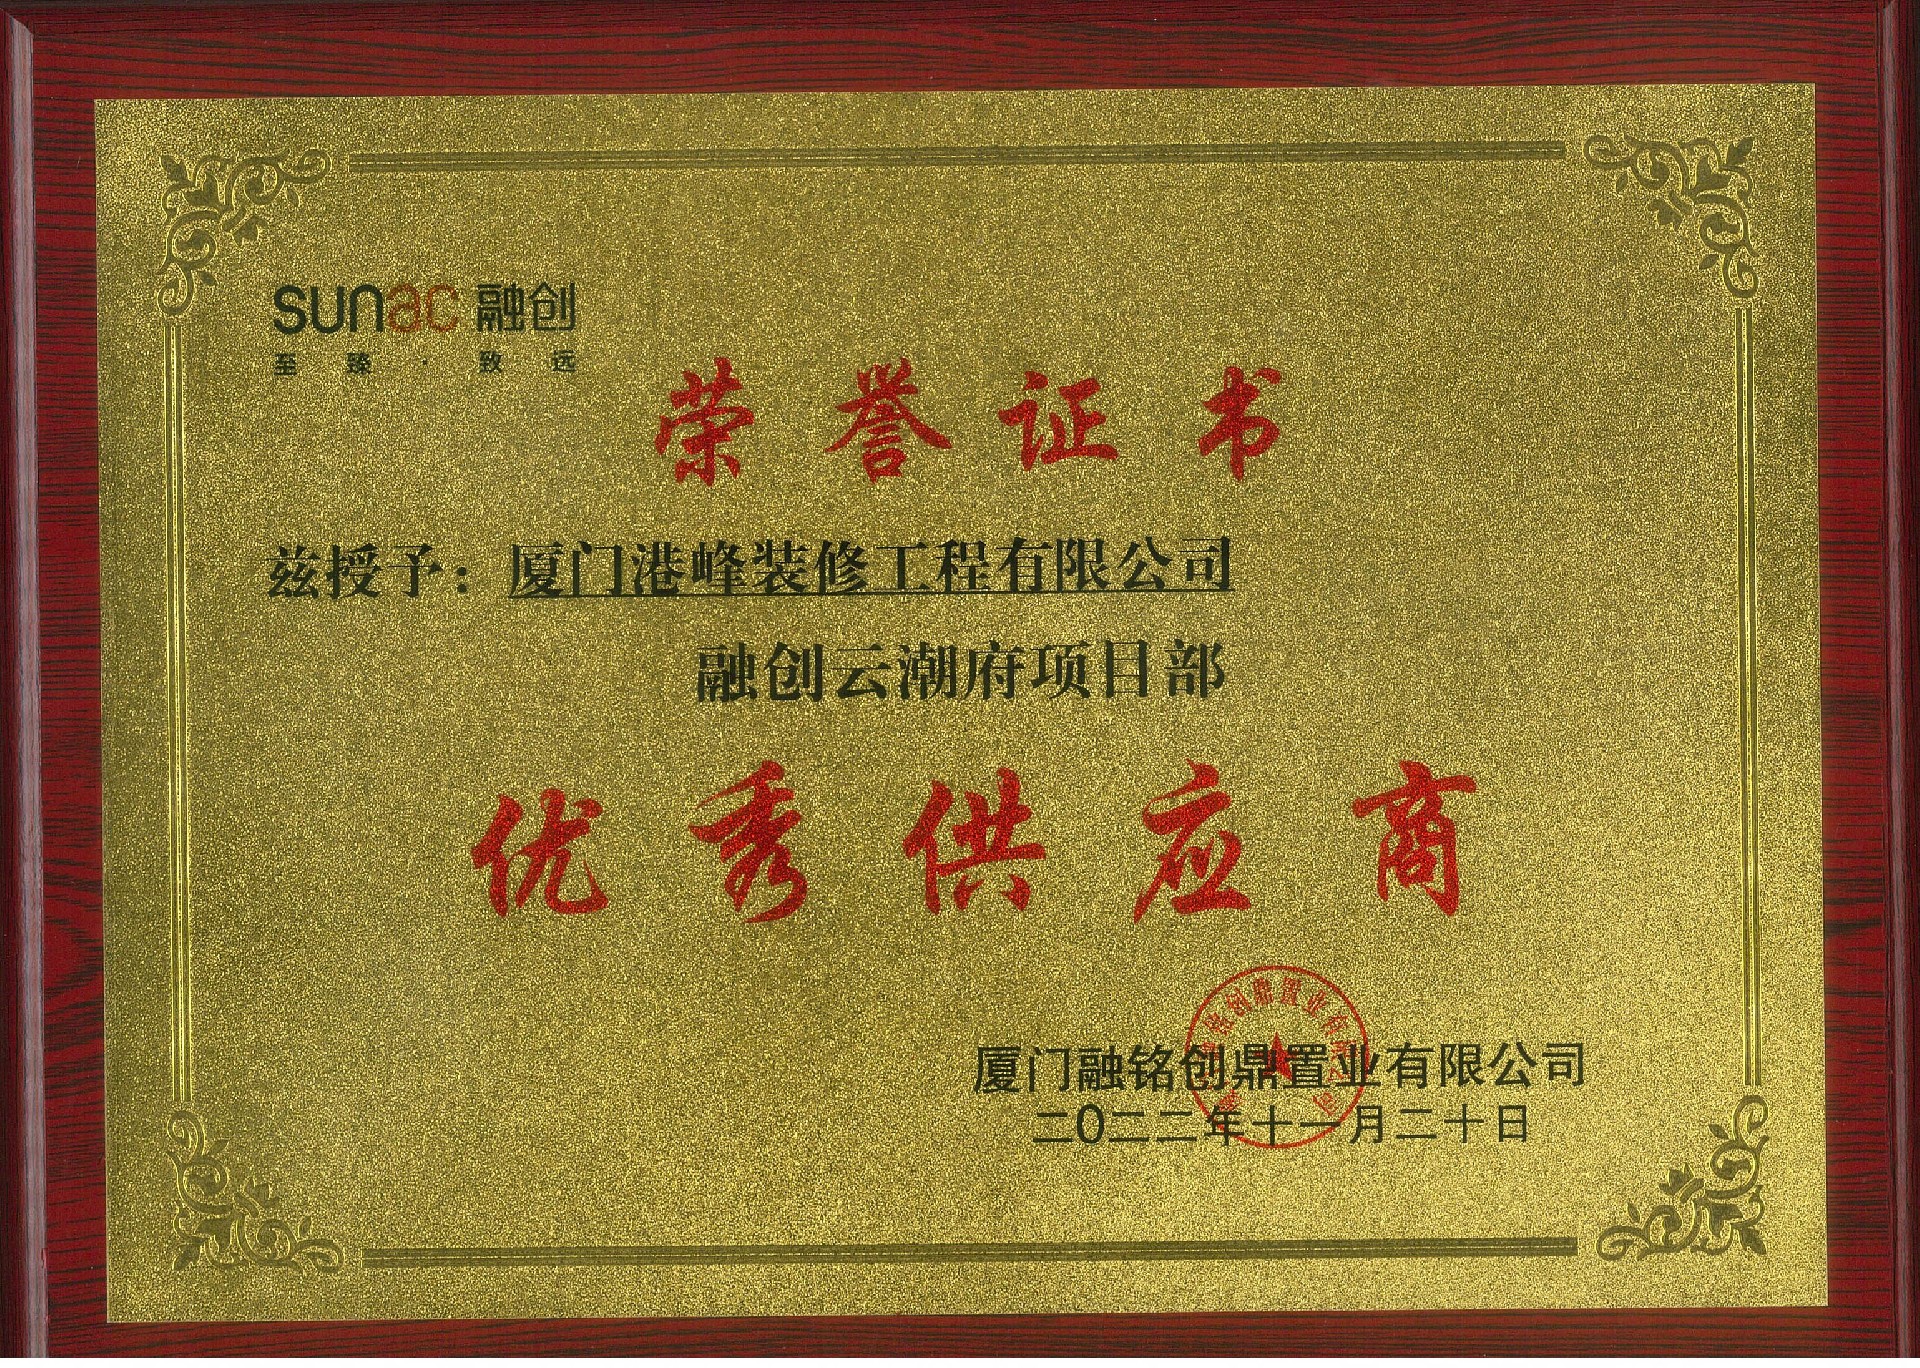 sunac 融创
至 臻 · 致 远
荣誉证书
兹授予：厦门港峰装修工程有限公司
融创云潮府项目部
优秀供应商
厦门融铭创鼎置业有限公司
二〇二二年十一月二十日